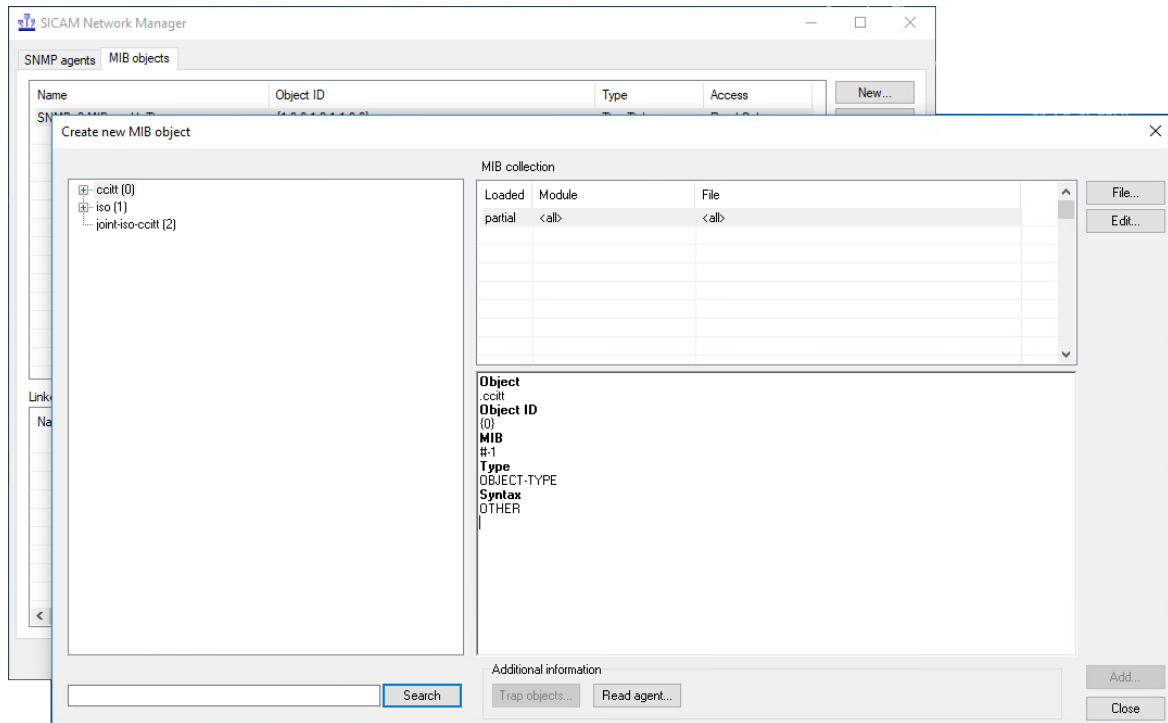 SICAM Network Manager
SNMP agents MIB objects
Name Object ID Type Access New...
Create new MIB object
ccitt (0)
iso (1)
joint-iso-ccitt (2)
MIB collection
Loaded Module File
partial <all> <all>
File...
Edit...
Object
.ccitt
Object ID
{0}
MIB
#-1
Type
OBJECT-TYPE
Syntax
OTHER
Search
Additional information
Trap objects... Read agent...
Add...
Close